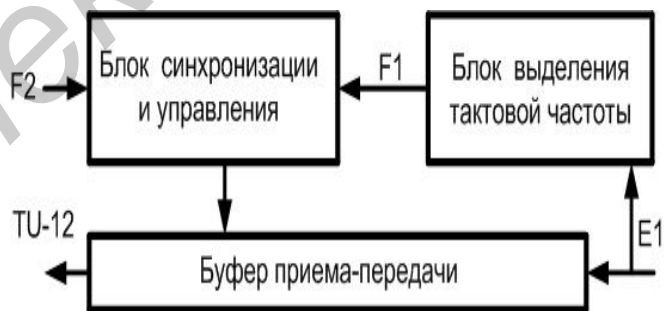 Блок синхронизации
и управления
F2
F1
Блок выделения
тактовой частоты
TU-12
E1
Буфер приема-передачи